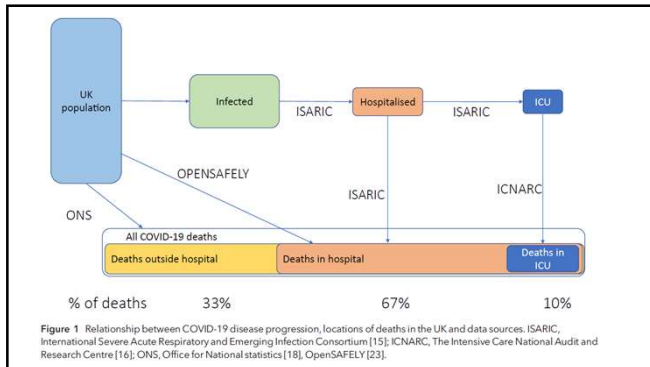 UK
population
Infected
ISARIC
Hospitalised
ISARIC
ICU
OPENSAFELY
ISARIC
ICNARC
ONS
All COVID-19 deaths
Deaths outside hospital
Deaths in hospital
Deaths in
ICU
% of deaths 33% 67% 10%
Figure 1 Relationship between COVID-19 disease progression, locations of deaths in the UK and data sources. ISARIC,
International Severe Acute Respiratory and Emerging Infection Consortium [15]; ICNARC, The Intensive Care National Audit and
Research Centre [16]; ONS, Office for National statistics [18], OpenSAFELY [23].